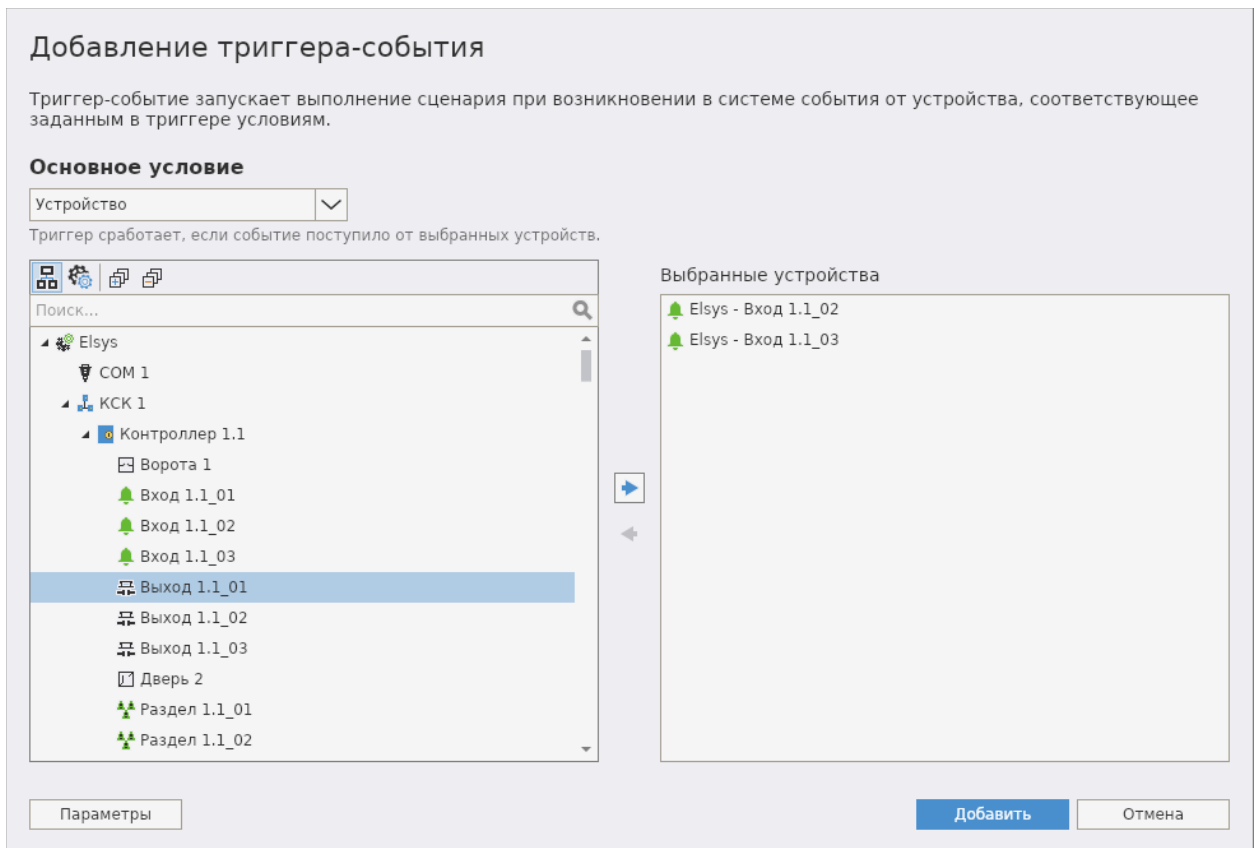 Добавление триггера-события
Триггер-событие запускает выполнение сценария при возникновении в системе события от устройства, соответствующее
заданным в триггере условиям.
Основное условие
Устройство
Триггер сработает, если событие поступило от выбранных устройств.
Поиск...
Elsys
COM 1
КСК 1
Контроллер 1.1
Ворота 1
Вход 1.1_01
Вход 1.1_02
Вход 1.1_03
Выход 1.1_01
Выход 1.1_02
Выход 1.1_03
Дверь 2
Раздел 1.1_01
Раздел 1.1_02
Выбранные устройства
Elsys - Вход 1.1_02
Elsys - Вход 1.1_03
Параметры
Добавить
Отмена